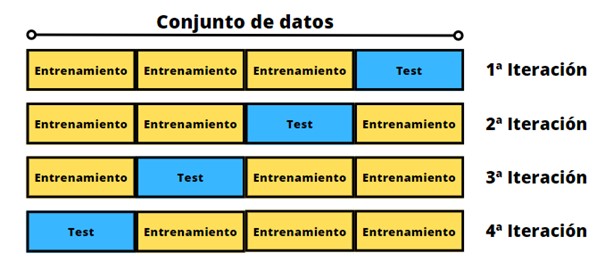 Conjunto de datos
Entrenamiento Entrenamiento Entrenamiento Test 1ª Iteración
Entrenamiento Entrenamiento Test Entrenamiento 2ª Iteración
Entrenamiento Test Entrenamiento Entrenamiento 3ª Iteración
Test Entrenamiento Entrenamiento Entrenamiento 4ª Iteración